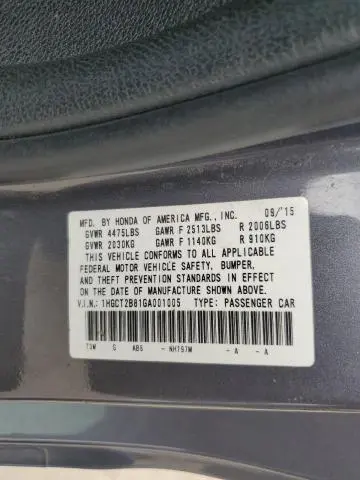 MFD. BY HONDA OF AMERICA MFG., INC. 09/'15
GVWR 4475LBS GAWR F 2513LBS R 2006LBS
GVWR 2030KG GAWR F 1140KG R 910KG
THIS VEHICLE CONFORMS TO ALL APPLICABLE
FEDERAL MOTOR VEHICLE SAFETY, BUMPER,
AND THEFT PREVENTION STANDARDS IN EFFECT
ON THE DATE OF MANUFACTURE SHOWN ABOVE.
V.I.N.: 1HGCT2B81GA001005 TYPE: PASSENGER CAR
T3W G ABS - NH797M - A - A